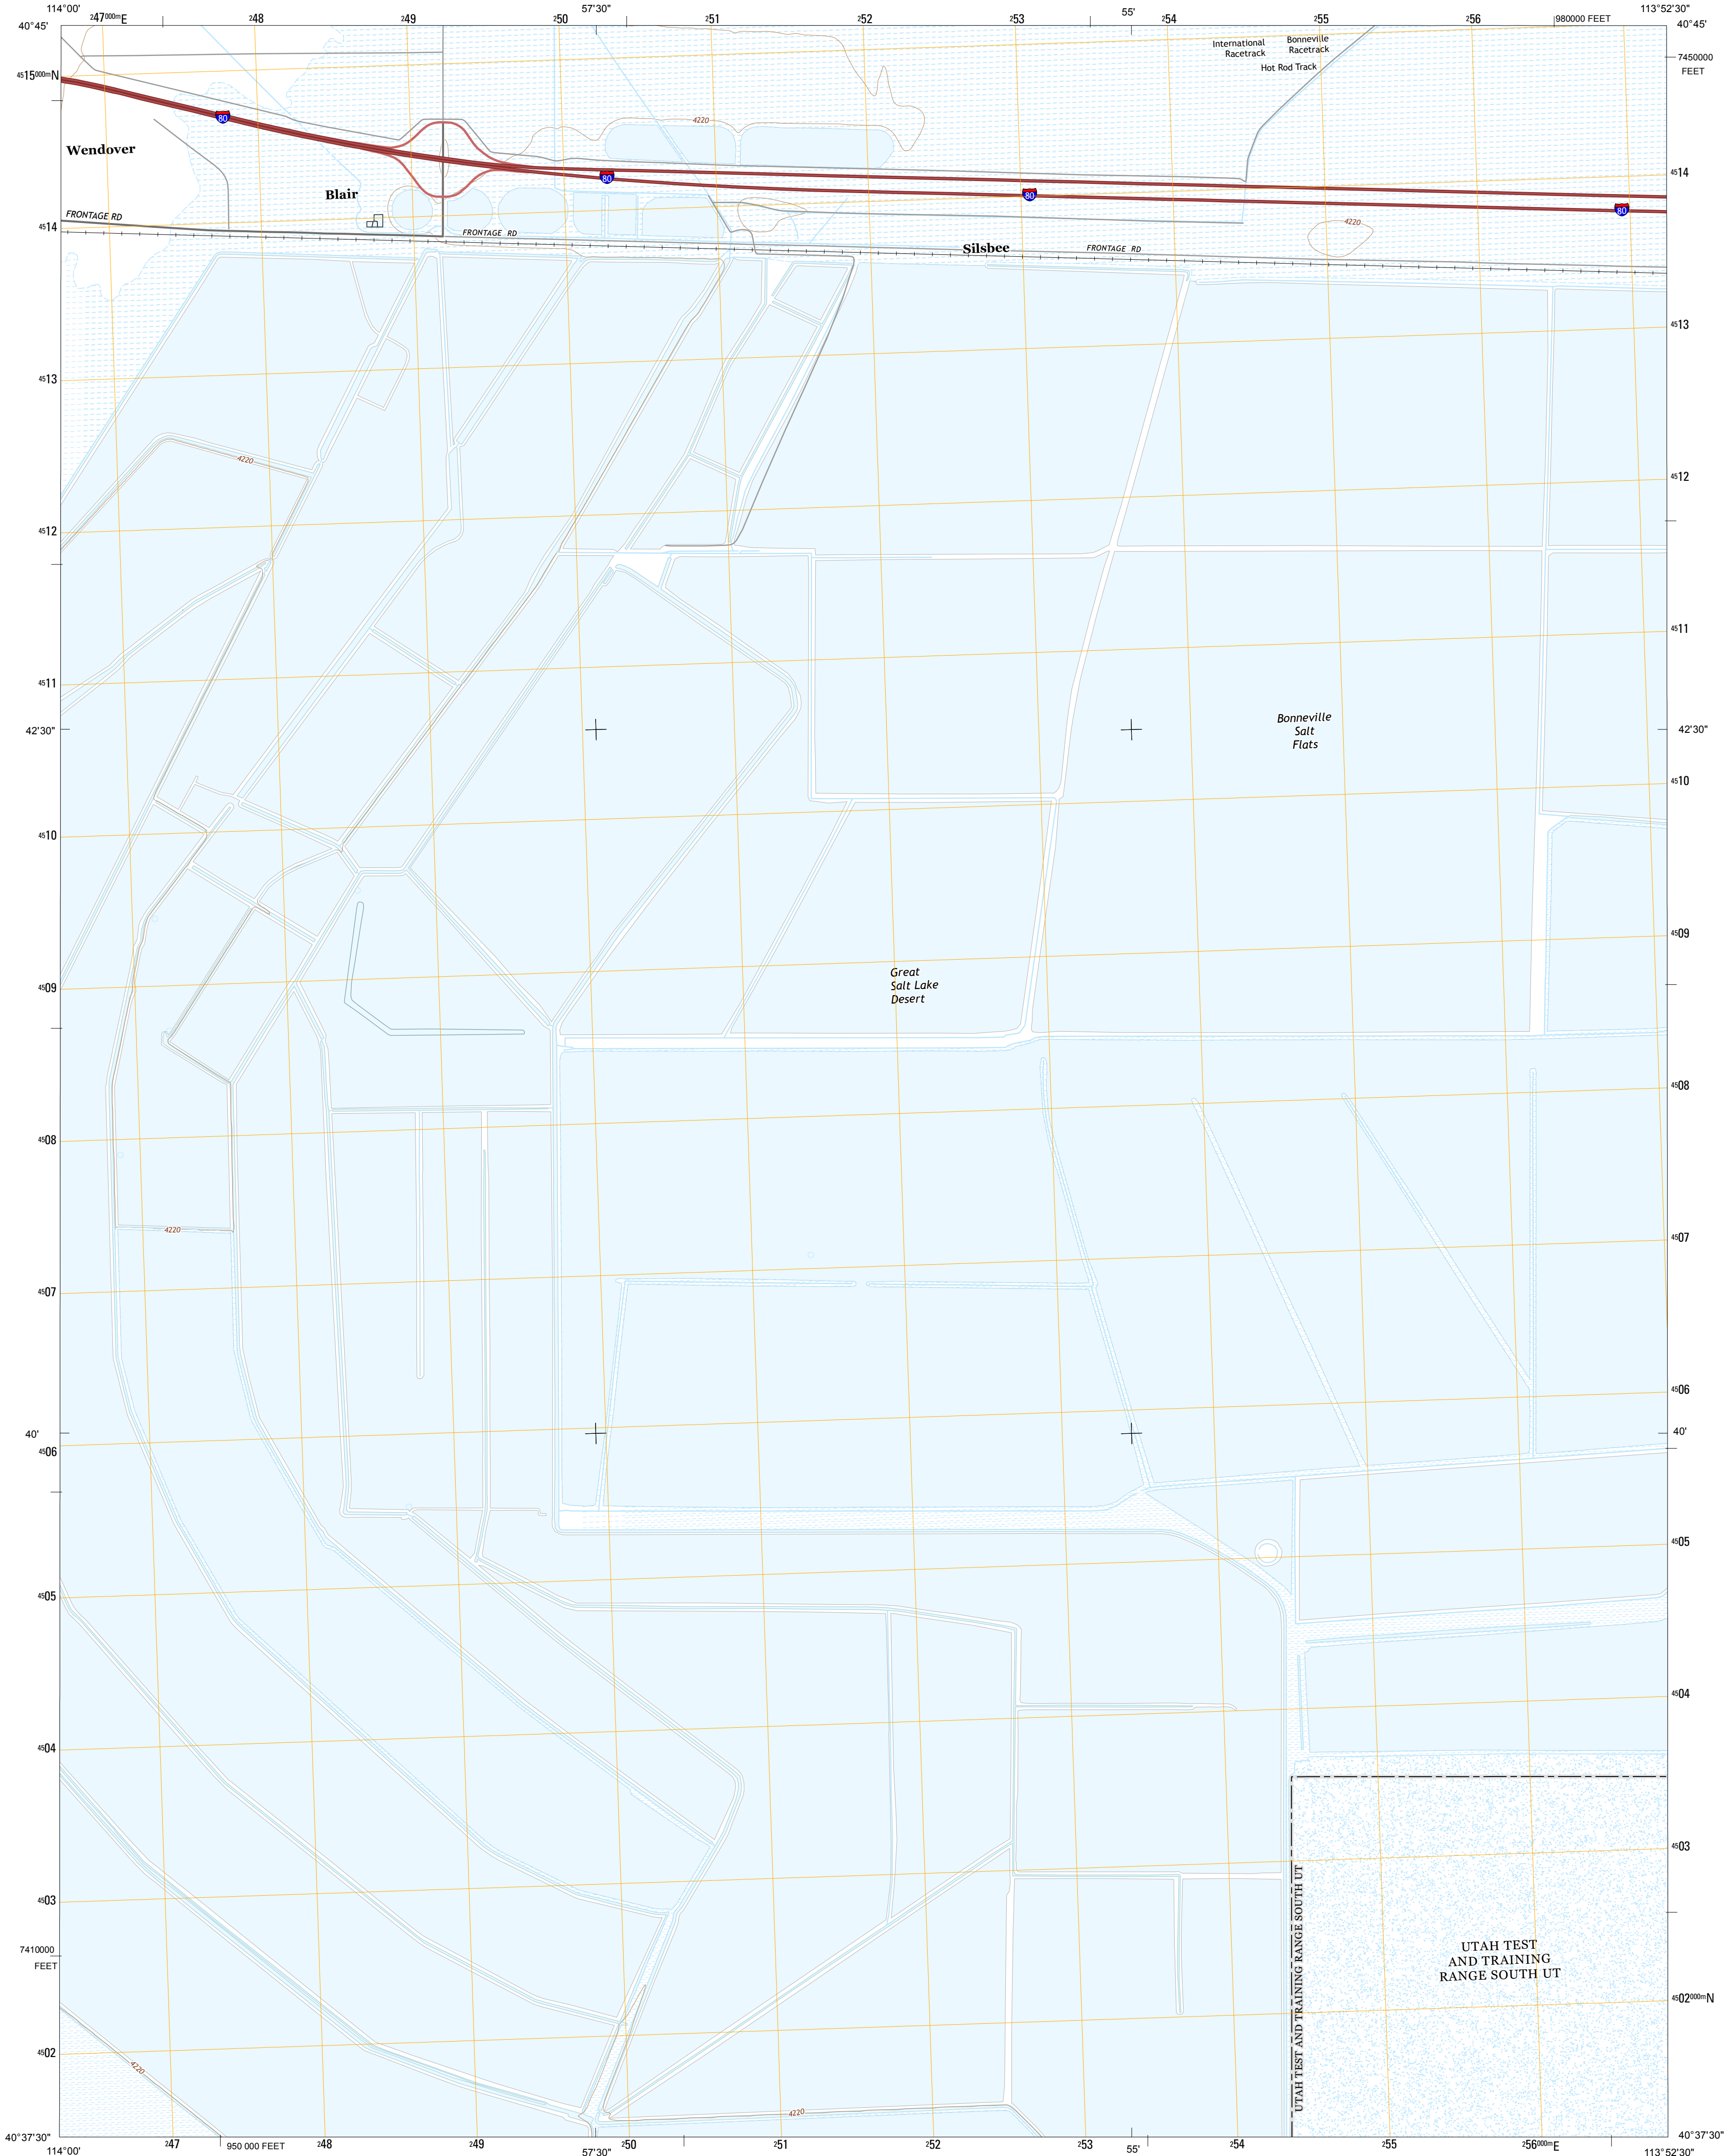 114°00'
247000mE
248
249
57'30"
250
251
252
253
55'
254
255
256
980000 FEET
113°52'30"
40°45'
40°45'
International
Racetrack
Bonneville
Racetrack
Hot Rod Track
7450000
FEET
4515000mN
80
4220
Wendover
80
4514
Blair
80
80
FRONTAGE RD
4220
4514
FRONTAGE RD
Silsbee
FRONTAGE RD
4513
4513
4220
4512
4512
4511
4511
Bonneville
Salt
Flats
42'30"
42'30"
4510
4510
4509
Great
Salt Lake
Desert
4509
4508
4508
4220
4507
4507
4506
40'
40'
4506
4505
4505
4504
4504
4503
4503
UTAH TEST AND TRAINING RANGE SOUTH UT
UTAH TEST
AND TRAINING
RANGE SOUTH UT
7410000
FEET
4502000mN
4502
4220
4220
40°37'30"
40°37'30"
114°00'
247
950 000 FEET
248
249
57'30"
250
251
252
253
55'
254
255
256000mE
113°52'30"